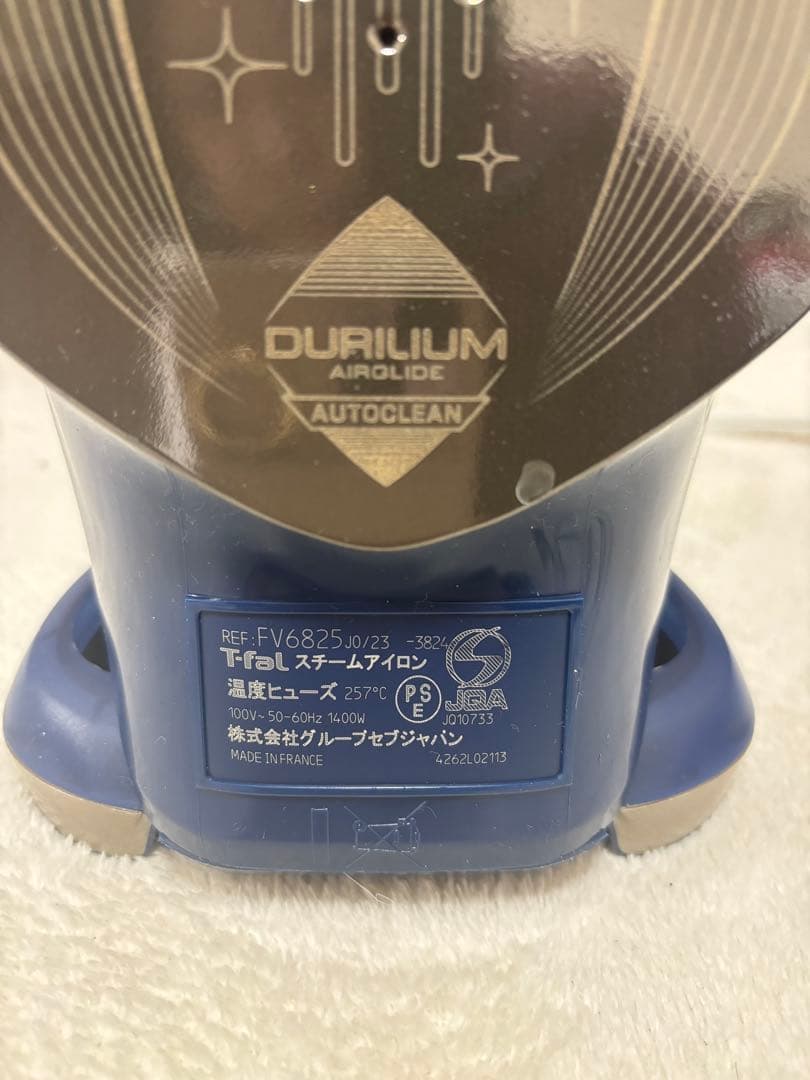 DURILIUM
AIRGLIDE
AUTOCLEAN
REF:FV6825J0/23 -3824
T-fal スチームアイロン
温度ヒューズ 257°C
PS
E
JQA
100V~50-60Hz 1400W
JQ10733
株式会社グループセブジャパン
MADE IN FRANCE
4262L02113